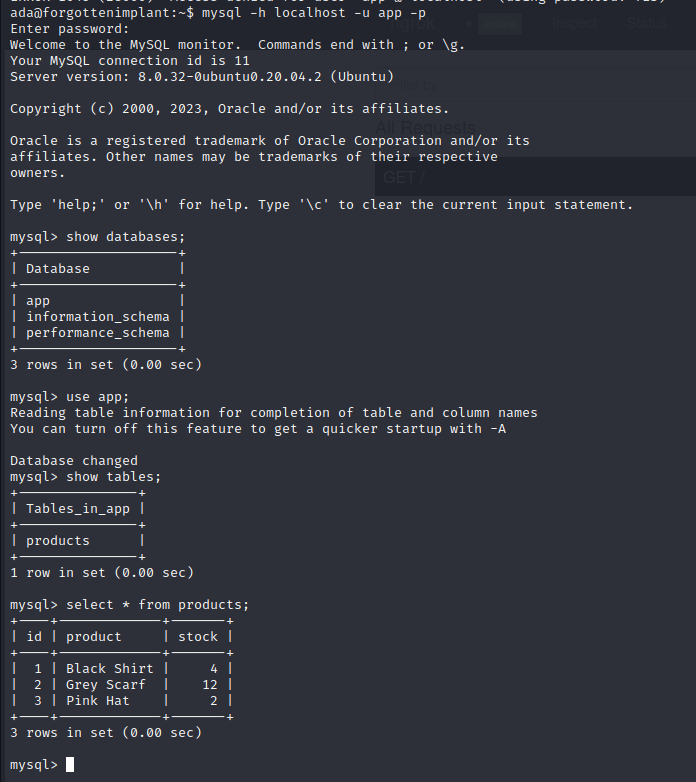 ada@forgottenimplant:~$ mysql -h localhost -u app -p
Enter password:
Welcome to the MySQL monitor.  Commands end with ; or \g.
Your MySQL connection id is 11
Server version: 8.0.32-0ubuntu0.20.04.2 (Ubuntu)

Copyright (c) 2000, 2023, Oracle and/or its affiliates.

Oracle is a registered trademark of Oracle Corporation and/or its
affiliates. Other names may be trademarks of their respective
owners.

Type 'help;' or '\h' for help. Type '\c' to clear the current input statement.

mysql> show databases;
+--------------------+
| Database           |
+--------------------+
| app                |
| information_schema |
| performance_schema |
+--------------------+
3 rows in set (0.00 sec)

mysql> use app;
Reading table information for completion of table and column names
You can turn off this feature to get a quicker startup with -A

Database changed
mysql> show tables;
+---------------+
| Tables_in_app |
+---------------+
| products      |
+---------------+
1 row in set (0.00 sec)

mysql> select * from products;
+----+-------------+-------+
| id | product     | stock |
+----+-------------+-------+
|  1 | Black Shirt |     4 |
|  2 | Grey Scarf  |    12 |
|  3 | Pink Hat    |     2 |
+----+-------------+-------+
3 rows in set (0.00 sec)

mysql>
Inspect
Status
All Requests
GET /